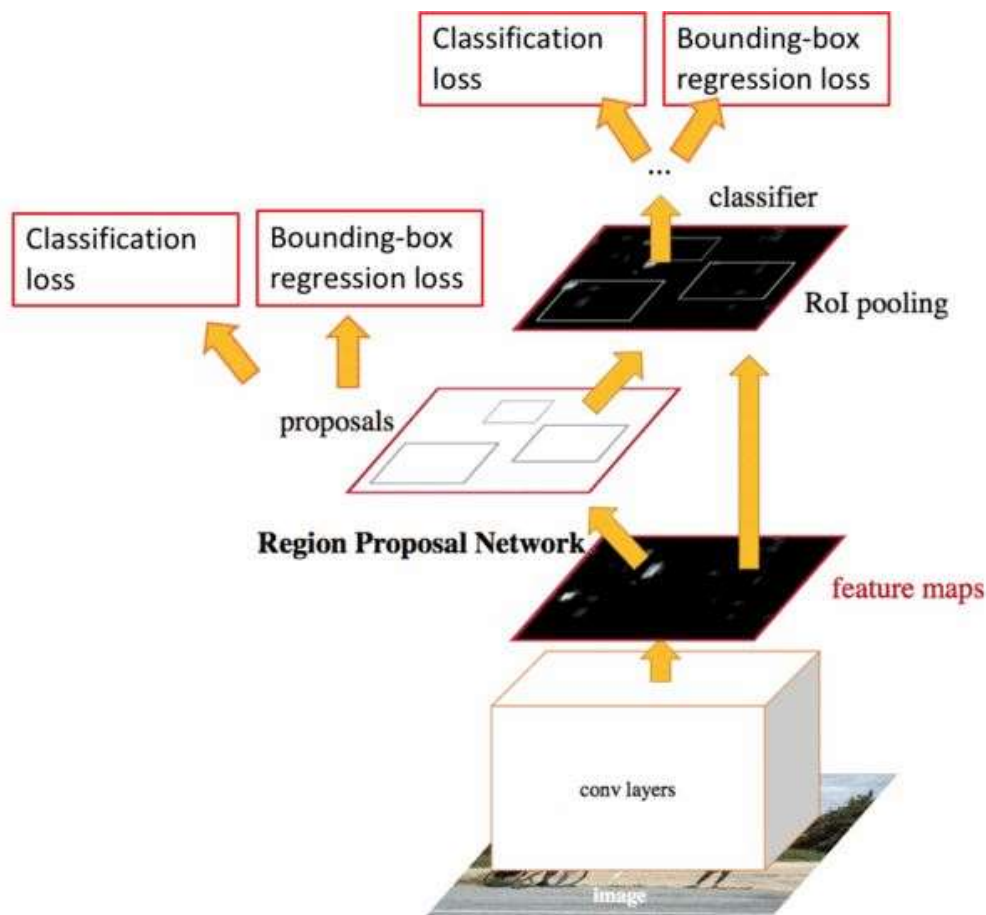 Classification
loss
Bounding-box
regression loss
...
classifier
Classification
loss
Bounding-box
regression loss
RoI pooling
proposals
Region Proposal Network
feature maps
conv layers
image